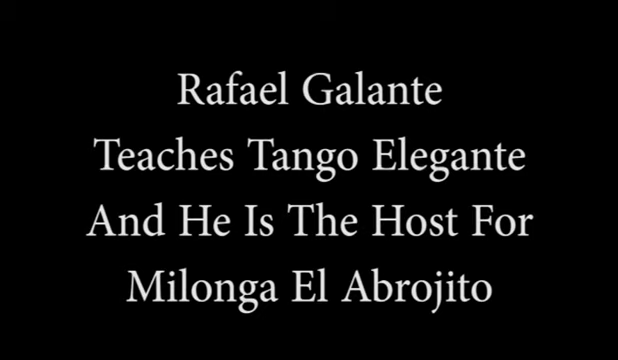 Rafael Galante
Teaches Tango Elegante
And He Is The Host For
Milonga El Abrojito